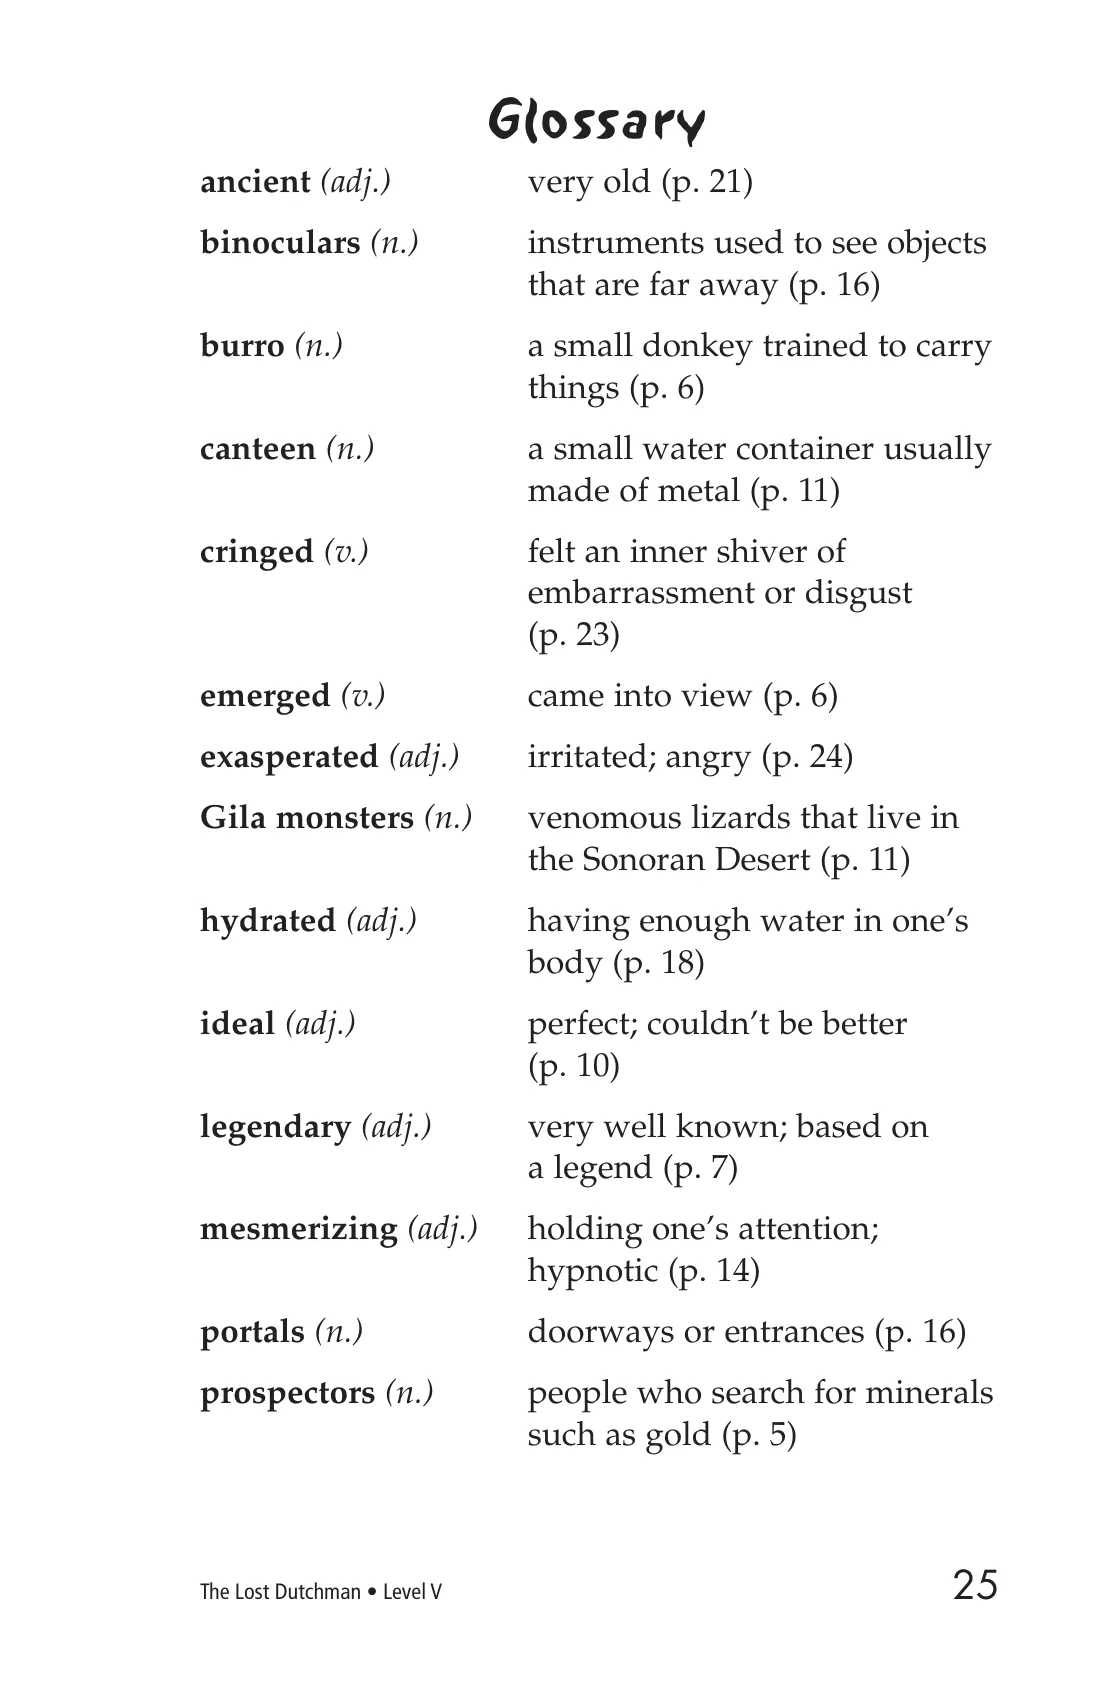 Glossary
ancient (adj.) very old (p. 21)
binoculars (n.) instruments used to see objects
that are far away (p. 16)
burro (n.) a small donkey trained to carry
things (p. 6)
canteen (n.) a small water container usually
made of metal (p. 11)
cringed (v.) felt an inner shiver of
embarrassment or disgust
(p. 23)
emerged (v.) came into view (p. 6)
exasperated (adj.) irritated; angry (p. 24)
Gila monsters (n.) venomous lizards that live in
the Sonoran Desert (p. 11)
hydrated (adj.) having enough water in one’s
body (p. 18)
ideal (adj.) perfect; couldn’t be better
(p. 10)
legendary (adj.) very well known; based on
a legend (p. 7)
mesmerizing (adj.) holding one’s attention;
hypnotic (p. 14)
portals (n.) doorways or entrances (p. 16)
prospectors (n.) people who search for minerals
such as gold (p. 5)
The Lost Dutchman • Level V 25